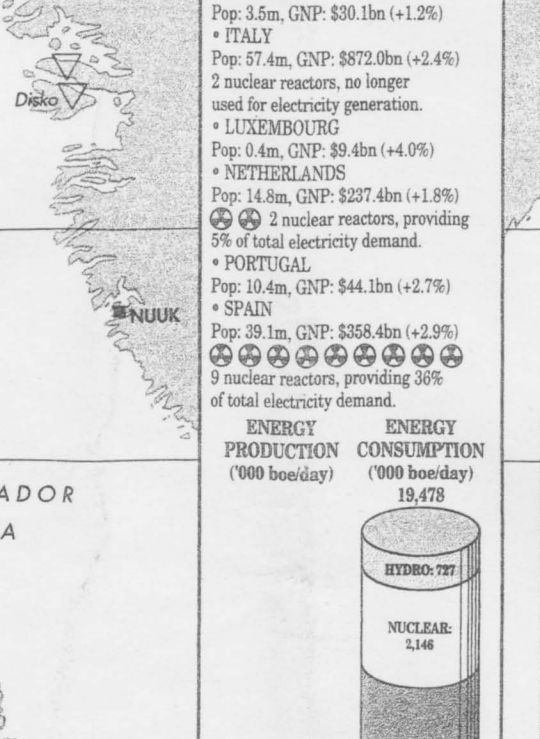 Pop: 3.5m, GNP: $30.1bn (+1.2%)
• ITALY
Pop: 57.4m, GNP: $872.0bn (+2.4%)
2 nuclear reactors, no longer
used for electricity generation.
• LUXEMBOURG
Pop: 0.4m, GNP: $9.4bn (+4.0%)
• NETHERLANDS
Pop: 14.8m, GNP: $237.4bn (+1.8%)
2 nuclear reactors, providing
5% of total electricity demand.
• PORTUGAL
Pop: 10.4m, GNP: $44.1bn (+2.7%)
• SPAIN
Pop: 39.1m, GNP: $358.4bn (+2.9%)
9 nuclear reactors, providing 36%
of total electricity demand.
ENERGY
PRODUCTION
('000 boe/day)
ENERGY
CONSUMPTION
('000 boe/day)
19,478
HYDRO: 727
NUCLEAR:
2,146
Disko
NUUK
ADOR
A